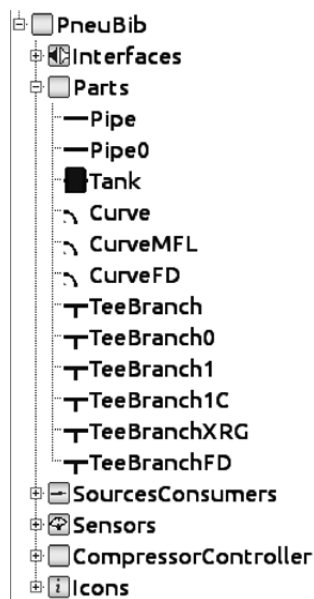 PneuBib
Interfaces
Parts
Pipe
Pipe0
Tank
Curve
CurveMFL
CurveFD
TeeBranch
TeeBranch0
TeeBranch1
TeeBranch1C
TeeBranchXRG
TeeBranchFD
SourcesConsumers
Sensors
CompressorController
Icons